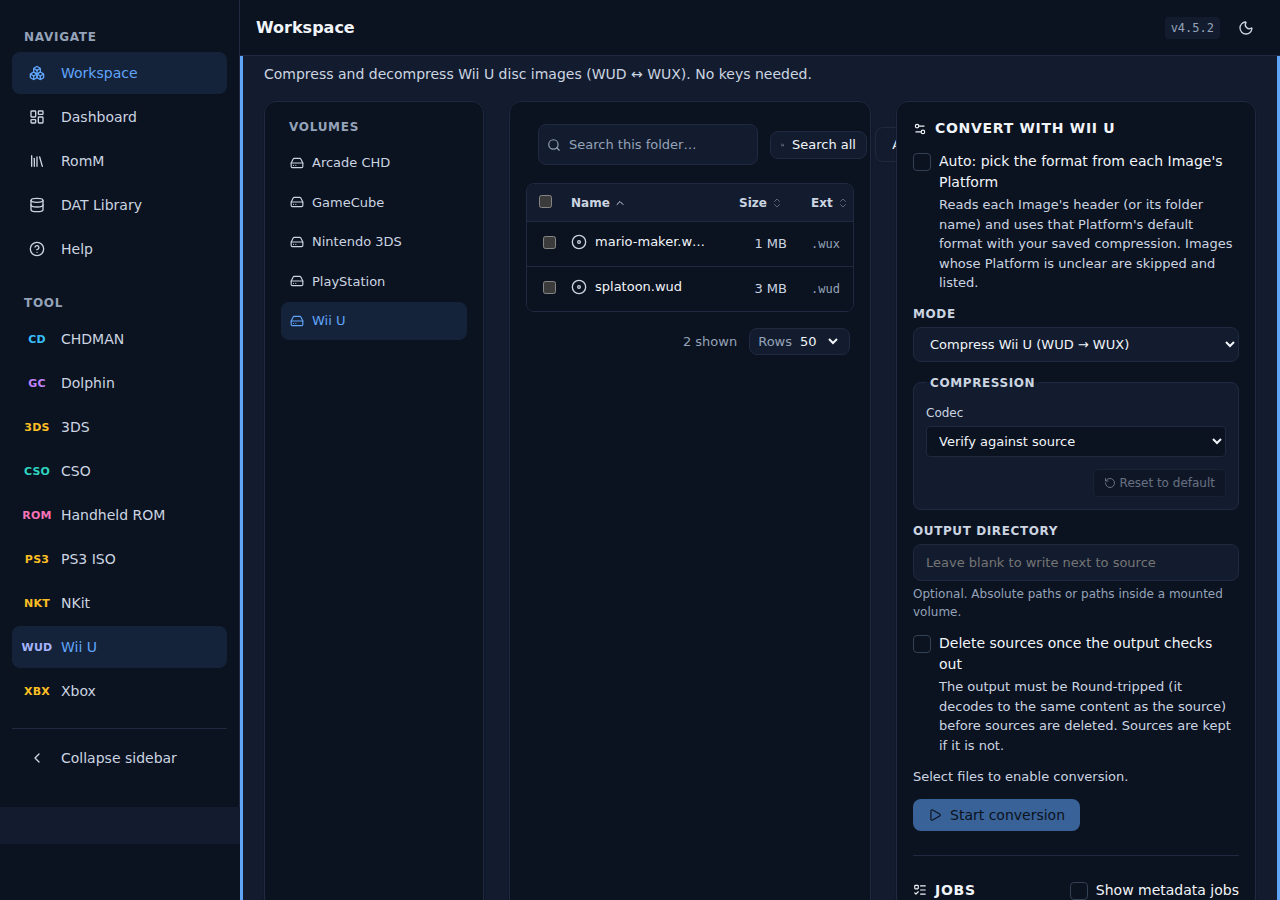 NAVIGATE
Workspace
Dashboard
RomM
DAT Library
Help
TOOL
CD CHDMAN
GC Dolphin
3DS 3DS
CSO CSO
ROM Handheld ROM
PS3 PS3 ISO
NKT NKit
WUD Wii U
XBX Xbox
Collapse sidebar
Workspace
v4.5.2
Compress and decompress Wii U disc images (WUD ↔ WUX). No keys needed.
VOLUMES
Arcade CHD
GameCube
Nintendo 3DS
PlayStation
Wii U
Search this folder…
Search all
Name Size Ext
mario-maker.w… 1 MB .wux
splatoon.wud 3 MB .wud
2 shown Rows 50
CONVERT WITH WII U
Auto: pick the format from each Image's
Platform
Reads each Image's header (or its folder
name) and uses that Platform's default
format with your saved compression. Images
whose Platform is unclear are skipped and
listed.
MODE
Compress Wii U (WUD → WUX)
COMPRESSION
Codec
Verify against source
Reset to default
OUTPUT DIRECTORY
Leave blank to write next to source
Optional. Absolute paths or paths inside a mounted
volume.
Delete sources once the output checks
out
The output must be Round-tripped (it
decodes to the same content as the source)
before sources are deleted. Sources are kept
if it is not.
Select files to enable conversion.
Start conversion
JOBS
Show metadata jobs